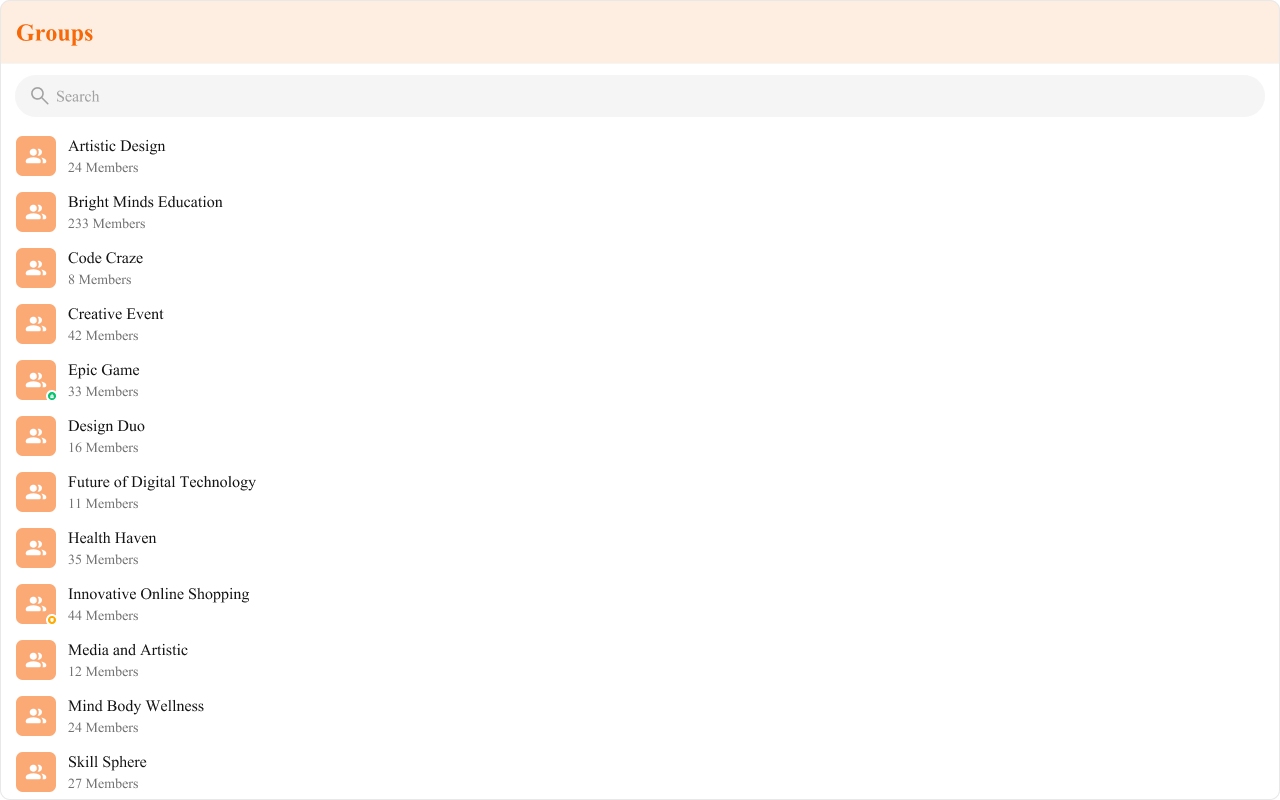 Groups
Search
Artistic Design
24 Members
Bright Minds Education
233 Members
Code Craze
8 Members
Creative Event
42 Members
Epic Game
33 Members
Design Duo
16 Members
Future of Digital Technology
11 Members
Health Haven
35 Members
Innovative Online Shopping
44 Members
Media and Artistic
12 Members
Mind Body Wellness
24 Members
Skill Sphere
27 Members